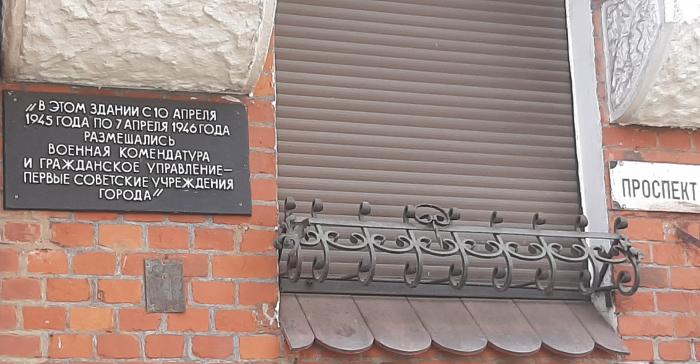 „В ЭТОМ ЗДАНИИ С 10 АПРЕЛЯ
1945 ГОДА ПО 7 АПРЕЛЯ 1946 ГОДА
РАЗМЕЩАЛИСЬ
ВОЕННАЯ КОМЕНДАТУРА
И ГРАЖДАНСКОЕ УПРАВЛЕНИЕ—
ПЕРВЫЕ СОВЕТСКИЕ УЧРЕЖДЕНИЯ
ГОРОДА"
ПРОСПЕКТ